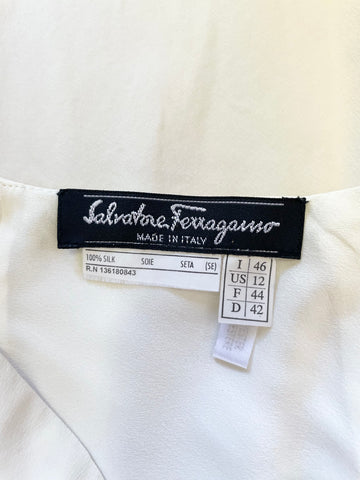 Salvatore Ferragamo
MADE IN ITALY
100% SILK SOIE SETA (SE)
R.N 136180843
I 46
US 12
F 44
D 42